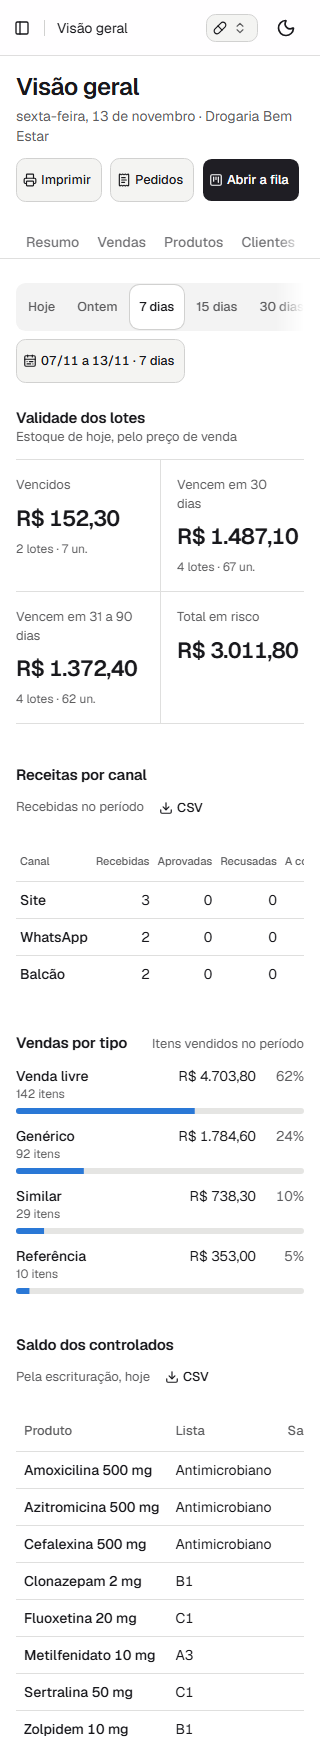 Visão geral
Visão geral
sexta-feira, 13 de novembro · Drogaria Bem
Estar
Imprimir Pedidos Abrir a fila
Resumo Vendas Produtos Clientes
Hoje Ontem 7 dias 15 dias 30 dias
07/11 a 13/11 · 7 dias
Validade dos lotes
Estoque de hoje, pelo preço de venda
Vencidos
R$ 152,30
2 lotes · 7 un.
Vencem em 30
dias
R$ 1.487,10
4 lotes · 67 un.
Vencem em 31 a 90
dias
R$ 1.372,40
4 lotes · 62 un.
Total em risco
R$ 3.011,80
Receitas por canal
Recebidas no período CSV
Canal Recebidas Aprovadas Recusadas A co
Site 3 0 0
WhatsApp 2 0 0
Balcão 2 0 0
Vendas por tipo Itens vendidos no período
Venda livre R$ 4.703,80 62%
142 itens
Genérico R$ 1.784,60 24%
92 itens
Similar R$ 738,30 10%
29 itens
Referência R$ 353,00 5%
10 itens
Saldo dos controlados
Pela escrituração, hoje CSV
Produto Lista Sa
Amoxicilina 500 mg Antimicrobiano
Azitromicina 500 mg Antimicrobiano
Cefalexina 500 mg Antimicrobiano
Clonazepam 2 mg B1
Fluoxetina 20 mg C1
Metilfenidato 10 mg A3
Sertralina 50 mg C1
Zolpidem 10 mg B1